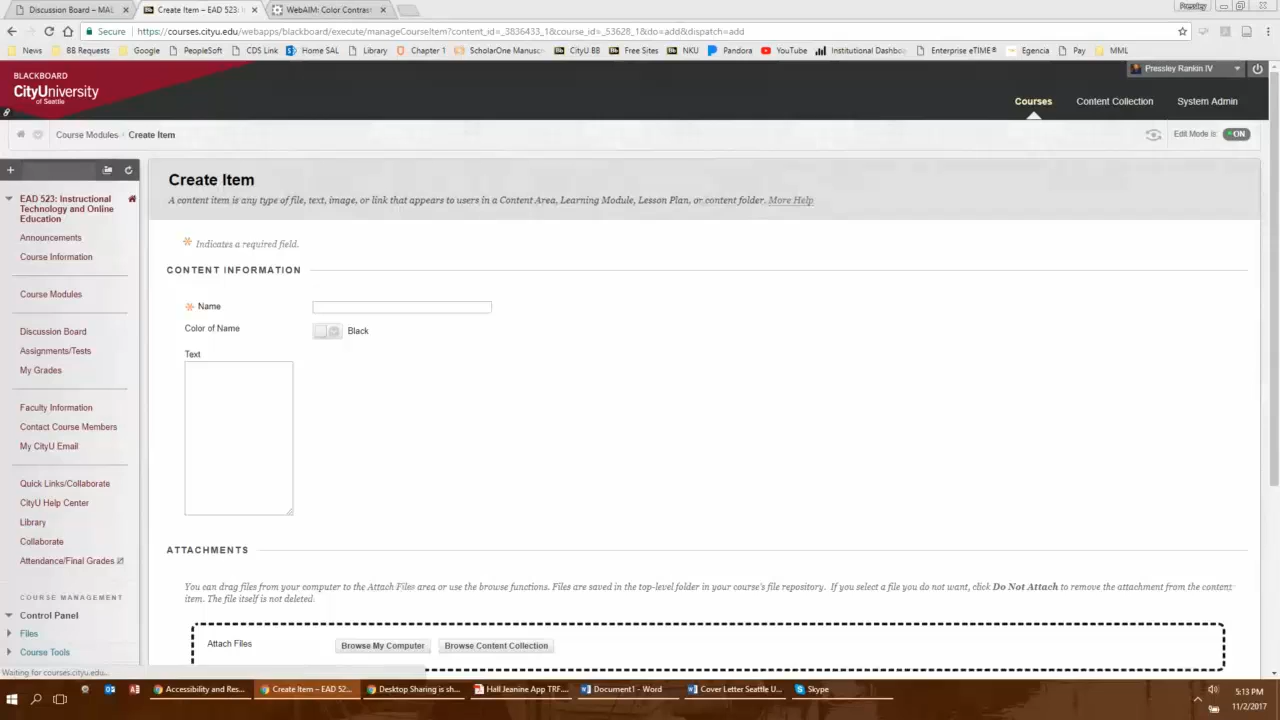 Discussion Board – MAL
Create Item – EAD 523: I
WebAIM: Color Contrast
Pressley
Secure
https://courses.cityu.edu/webapps/blackboard/execute/manageCourseItem?content_id=_3836433_1&course_id=_53628_1&do=add&dispatch=add
News
BB Requests
Google
PeopleSoft
CDS Link
Home SAL
Library
Chapter 1
ScholarOne Manusc
CityU BB
Free Sites
NKU
Pandora
YouTube
Institutional Dashbo
Enterprise eTIME®
Egencia
Pay
MML
BLACKBOARD
CityUniversity
of Seattle
Pressley Rankin IV
Courses
Content Collection
System Admin
Course Modules
Create Item
Edit Mode is:
ON
EAD 523: Instructional
Technology and Online
Education
Announcements
Course Information
Course Modules
Discussion Board
Assignments/Tests
My Grades
Faculty Information
Contact Course Members
My CityU Email
Quick Links/Collaborate
CityU Help Center
Library
Collaborate
Attendance/Final Grades
COURSE MANAGEMENT
Control Panel
Files
Course Tools
Create Item
A content item is any type of file, text, image, or link that appears to users in a Content Area, Learning Module, Lesson Plan, or content folder. More Help
Indicates a required field.
CONTENT INFORMATION
Name
Color of Name
Black
Text
ATTACHMENTS
You can drag files from your computer to the Attach Files area or use the browse functions. Files are saved in the top-level folder in your course's file repository. If you select a file you do not want, click Do Not Attach to remove the attachment from the content
item. The file itself is not deleted.
Attach Files
Browse My Computer
Browse Content Collection
Waiting for courses.cityu.edu...
Accessibility and Res...
Create Item – EAD 52...
Desktop Sharing is sh...
Hall Jeanine App TRF....
Document1 - Word
Cover Letter Seattle U...
Skype
5:13 PM
11/2/2017